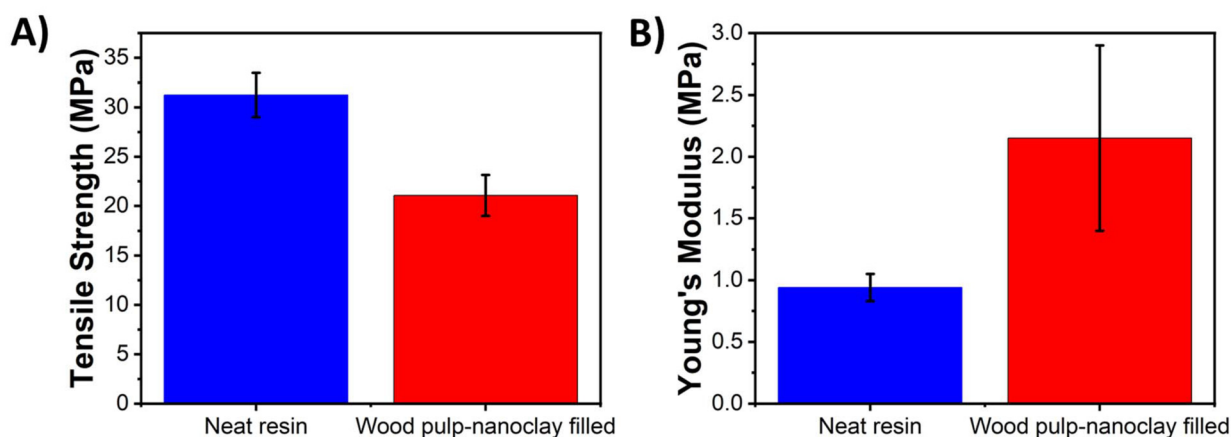 A)
Tensile Strength (MPa)
35
30
25
20
15
10
5
0
Neat resin
Wood pulp-nanoclay filled
B)
Young's Modulus (MPa)
3.0
2.5
2.0
1.5
1.0
0.5
0.0
Neat resin
Wood pulp-nanoclay filled